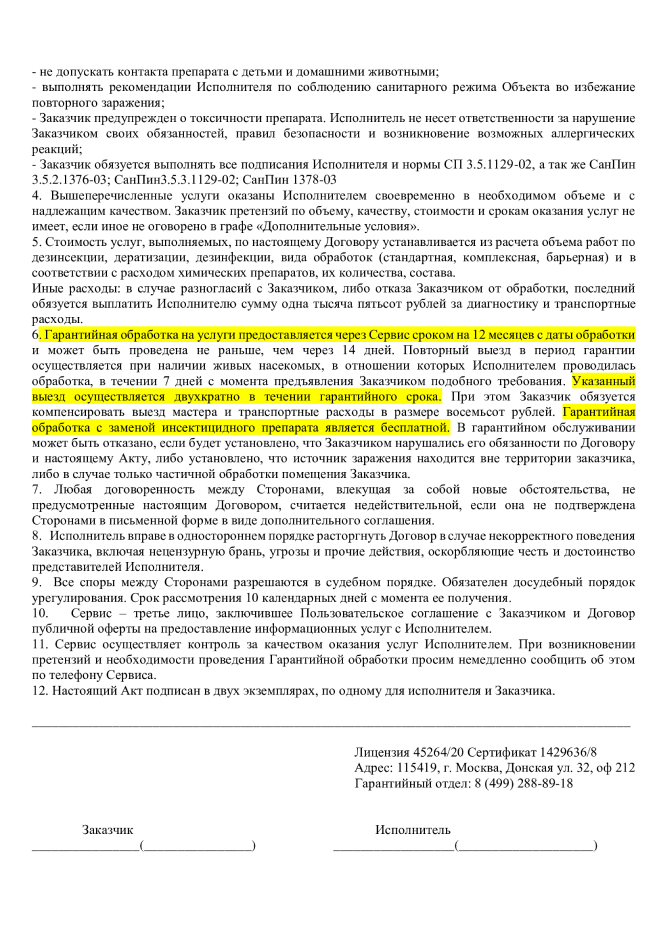 - не допускать контакта препарата с детьми и домашними животными;
- выполнять рекомендации Исполнителя по соблюдению санитарного режима Объекта во избежание
повторного заражения;
- Заказчик предупрежден о токсичности препарата. Исполнитель не несет ответственности за нарушение
Заказчиком своих обязанностей, правил безопасности и возникновение возможных аллергических
реакций;
- Заказчик обязуется выполнять все подписания Исполнителя и нормы СП 3.5.1129-02, а так же СанПин
3.5.2.1376-03; СанПин3.5.3.1129-02; СанПин 1378-03
4. Вышеперечисленные услуги оказаны Исполнителем своевременно в необходимом объеме и с
надлежащим качеством. Заказчик претензий по объему, качеству, стоимости и срокам оказания услуг не
имеет, если иное не оговорено в графе «Дополнительные условия».
5. Стоимость услуг, выполняемых, по настоящему Договору устанавливается из расчета объема работ по
дезинсекции, дератизации, дезинфекции, вида обработок (стандартная, комплексная, барьерная) и в
соответствии с расходом химических препаратов, их количества, состава.
Иные расходы: в случае разногласий с Заказчиком, либо отказа Заказчиком от обработки, последний
обязуется выплатить Исполнителю сумму одна тысяча пятьсот рублей за диагностику и транспортные
расходы.
6. Гарантийная обработка на услуги предоставляется через Сервис сроком на 12 месяцев с даты обработки
и может быть проведена не раньше, чем через 14 дней. Повторный выезд в период гарантии
осуществляется при наличии живых насекомых, в отношении которых Исполнителем проводилась
обработка, в течении 7 дней с момента предъявления Заказчиком подобного требования. Указанный
выезд осуществляется двухкратно в течении гарантийного срока. При этом Заказчик обязуется
компенсировать выезд мастера и транспортные расходы в размере восемьсот рублей. Гарантийная
обработка с заменой инсектицидного препарата является бесплатной. В гарантийном обслуживании
может быть отказано, если будет установлено, что Заказчиком нарушались его обязанности по Договору
и настоящему Акту, либо установлено, что источник заражения находится вне территории заказчика,
либо в случае только частичной обработки помещения Заказчика.
7. Любая договоренность между Сторонами, влекущая за собой новые обстоятельства, не
предусмотренные настоящим Договором, считается недействительной, если она не подтверждена
Сторонами в письменной форме в виде дополнительного соглашения.
8. Исполнитель вправе в одностороннем порядке расторгнуть Договор в случае некорректного поведения
Заказчика, включая нецензурную брань, угрозы и прочие действия, оскорбляющие честь и достоинство
представителей Исполнителя.
9. Все споры между Сторонами разрешаются в судебном порядке. Обязателен досудебный порядок
урегулирования. Срок рассмотрения 10 календарных дней с момента ее получения.
10. Сервис – третье лицо, заключившее Пользовательское соглашение с Заказчиком и Договор
публичной оферты на предоставление информационных услуг с Исполнителем.
11. Сервис осуществляет контроль за качеством оказания услуг Исполнителем. При возникновении
претензий и необходимости проведения Гарантийной обработки просим немедленно сообщить об этом
по телефону Сервиса.
12. Настоящий Акт подписан в двух экземплярах, по одному для исполнителя и Заказчика.
Лицензия 45264/20 Сертификат 1429636/8
Адрес: 115419, г. Москва, Донская ул. 32, оф 212
Гарантийный отдел: 8 (499) 288-89-18
Заказчик Исполнитель
________________(________________) __________________(____________________)